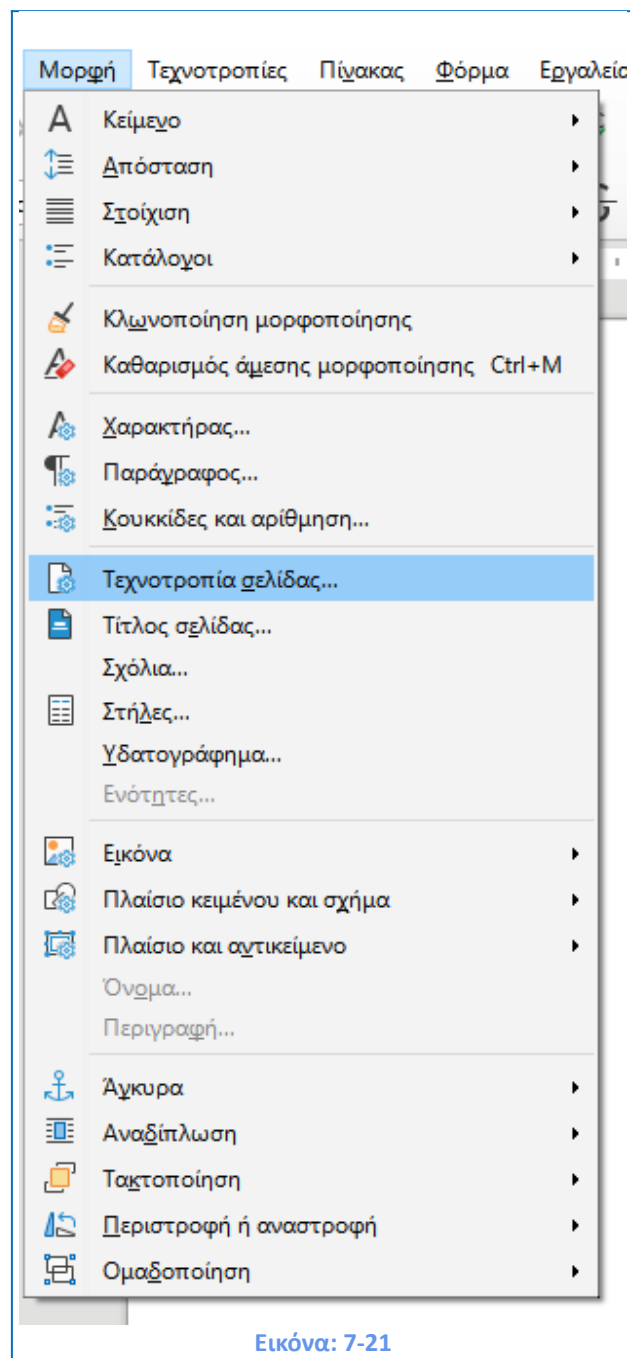 Μορφή Τεχνοτροπίες Πίνακας Φόρμα Εργαλεία
Κείμενο
Απόσταση
Στοίχιση
Κατάλογοι
Κλωνοποίηση μορφοποίησης
Καθαρισμός άμεσης μορφοποίησης Ctrl+M
Χαρακτήρας...
Παράγραφος...
Κουκκίδες και αρίθμηση...
Τεχνοτροπία σελίδας...
Τίτλος σελίδας...
Σχόλια...
Στήλες...
Υδατογράφημα...
Ενότητες...
Εικόνα
Πλαίσιο κειμένου και σχήμα
Πλαίσιο και αντικείμενο
Όνομα...
Περιγραφή...
Άγκυρα
Αναδίπλωση
Τακτοποίηση
Περιστροφή ή αναστροφή
Ομαδοποίηση
Εικόνα: 7-21